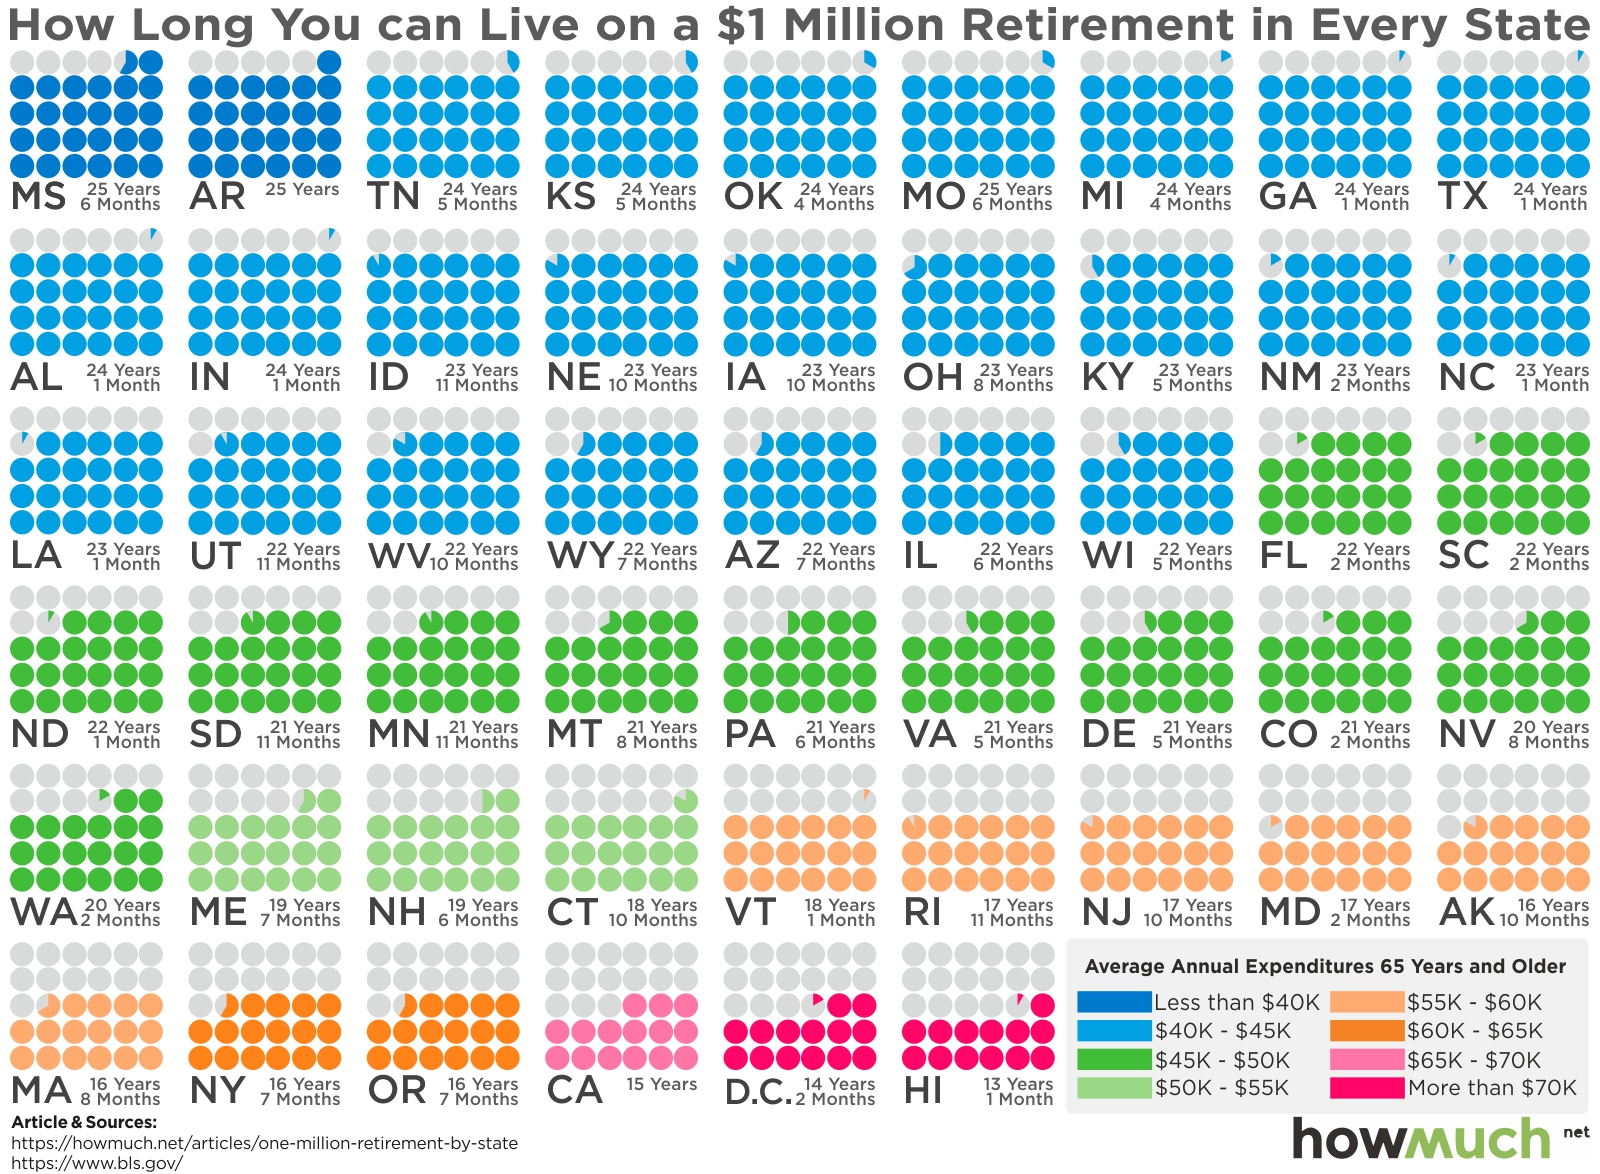 How Long You can Live on a $1 Million Retirement in Every State
MS 25 Years 6 Months
AR 25 Years
TN 24 Years 5 Months
KS 24 Years 5 Months
OK 24 Years 4 Months
MO 25 Years 6 Months
MI 24 Years 4 Months
GA 24 Years 1 Month
TX 24 Years 1 Month
AL 24 Years 1 Month
IN 24 Years 1 Month
ID 23 Years 11 Months
NE 23 Years 10 Months
IA 23 Years 10 Months
OH 23 Years 8 Months
KY 23 Years 5 Months
NM 23 Years 2 Months
NC 23 Years 1 Month
LA 23 Years 1 Month
UT 22 Years 11 Months
WV 22 Years 10 Months
WY 22 Years 7 Months
AZ 22 Years 7 Months
IL 22 Years 6 Months
WI 22 Years 5 Months
FL 22 Years 2 Months
SC 22 Years 2 Months
ND 22 Years 1 Month
SD 21 Years 11 Months
MN 21 Years 11 Months
MT 21 Years 8 Months
PA 21 Years 6 Months
VA 21 Years 5 Months
DE 21 Years 5 Months
CO 21 Years 2 Months
NV 20 Years 8 Months
WA 20 Years 2 Months
ME 19 Years 7 Months
NH 19 Years 6 Months
CT 18 Years 10 Months
VT 18 Years 1 Month
RI 17 Years 11 Months
NJ 17 Years 10 Months
MD 17 Years 2 Months
AK 16 Years 10 Months
MA 16 Years 8 Months
NY 16 Years 7 Months
OR 16 Years 7 Months
CA 15 Years
D.C. 14 Years 2 Months
HI 13 Years 1 Month
Average Annual Expenditures 65 Years and Older
Less than $40K
$40K - $45K
$45K - $50K
$50K - $55K
$55K - $60K
$60K - $65K
$65K - $70K
More than $70K
Article & Sources:
https://howmuch.net/articles/one-million-retirement-by-state
https://www.bls.gov/
howmuch net